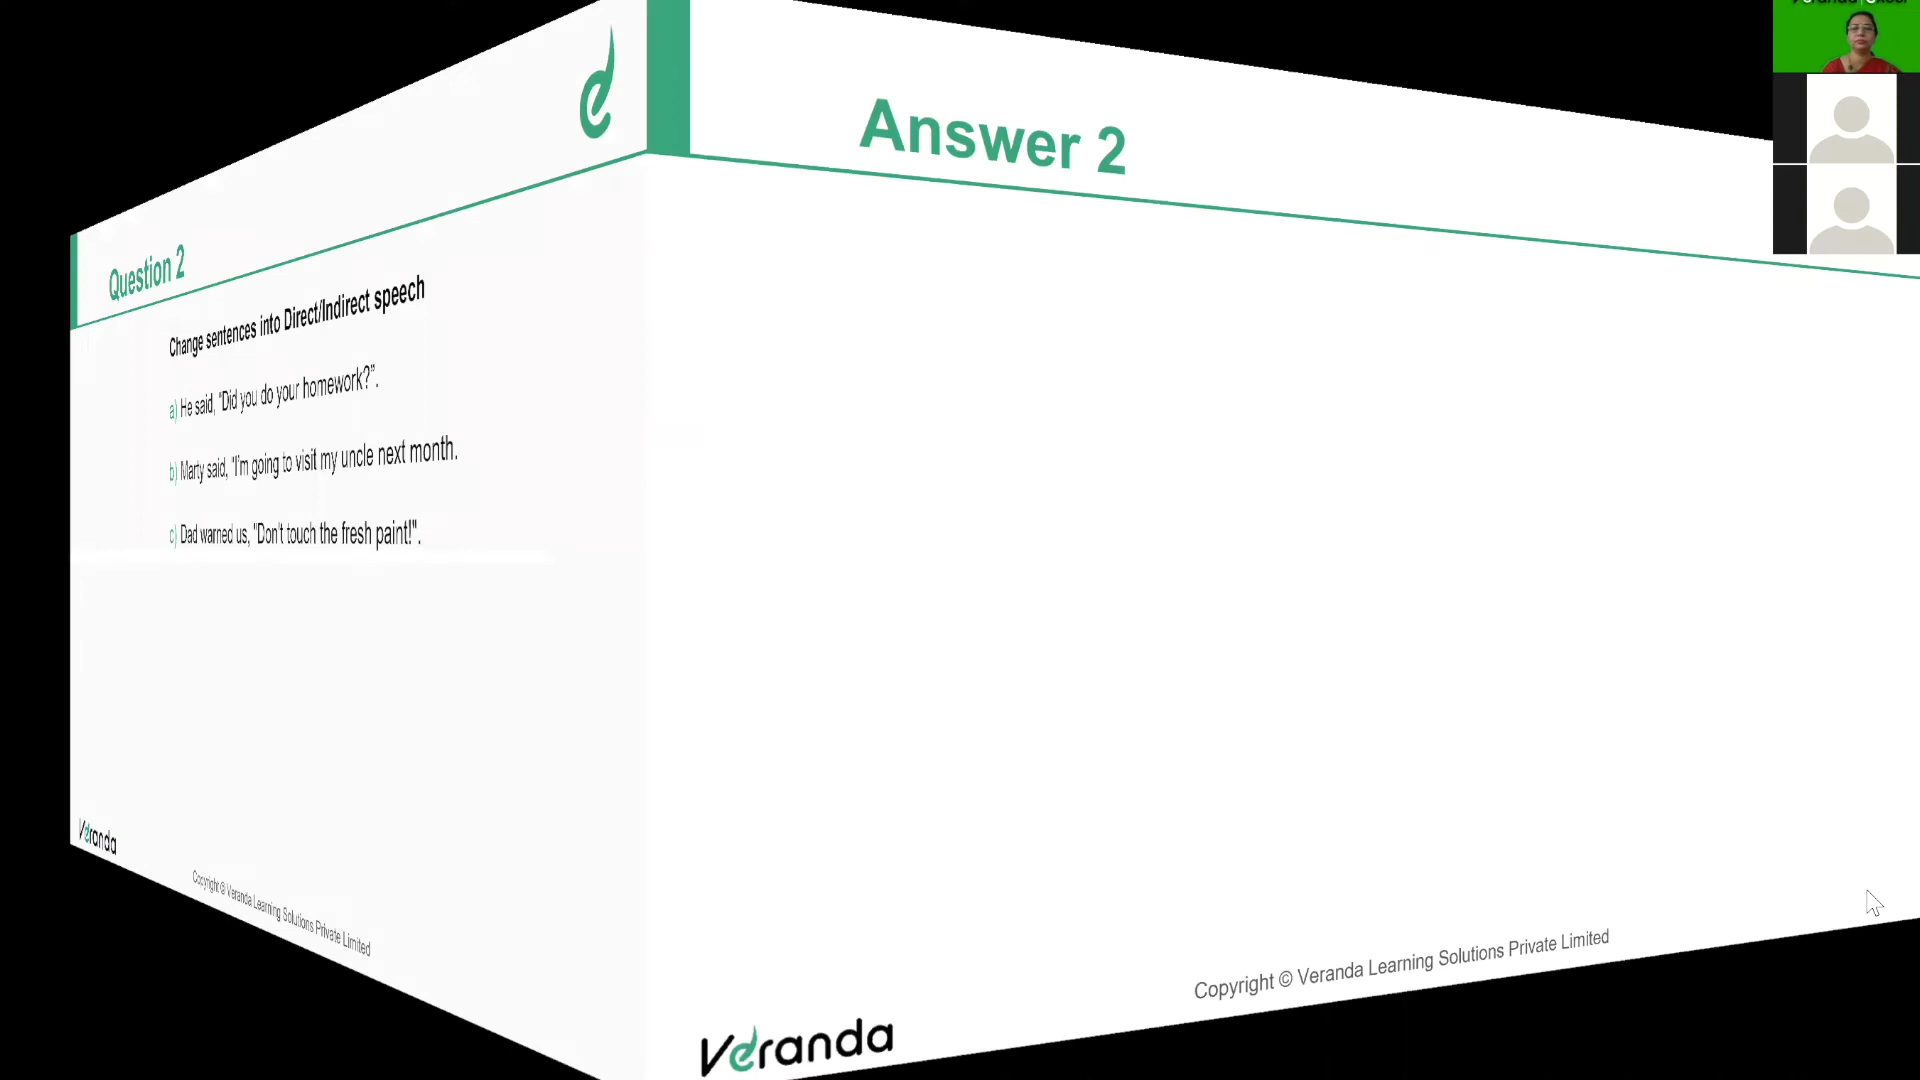 Question 2
Change sentences into Direct/Indirect speech
a) He said, "Did you do your homework?".
b) Marty said, "I'm going to visit my uncle next month.
c) Dad warned us, "Don't touch the fresh paint!".
Veranda
Copyright © Veranda Learning Solutions Private Limited
Answer 2
Copyright © Veranda Learning Solutions Private Limited
Veranda